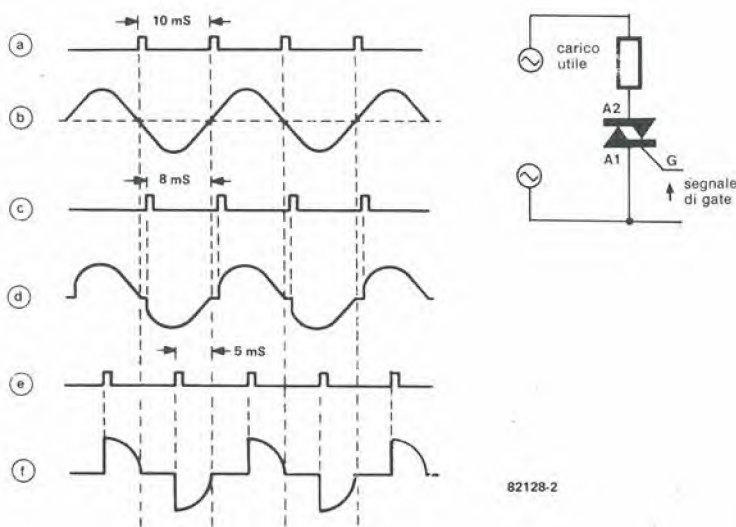 10 mS
a
b
8 mS
c
d
5 mS
e
f
carico
utile
A2
A1
G
segnale
di gate
82128-2